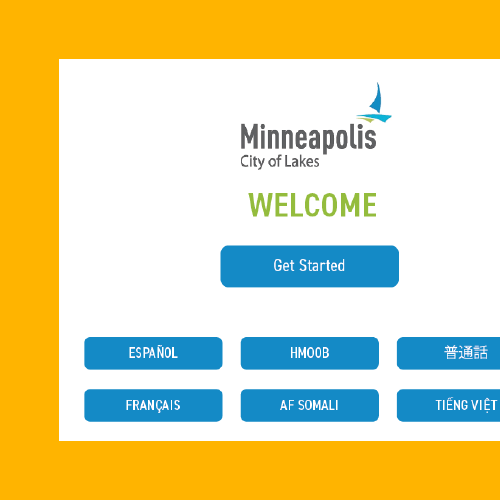 Minneapolis
City of Lakes
WELCOME
Get Started
ESPAÑOL
HMOOB
普通話
FRANÇAIS
AF SOMALI
TIẾNG VIỆT